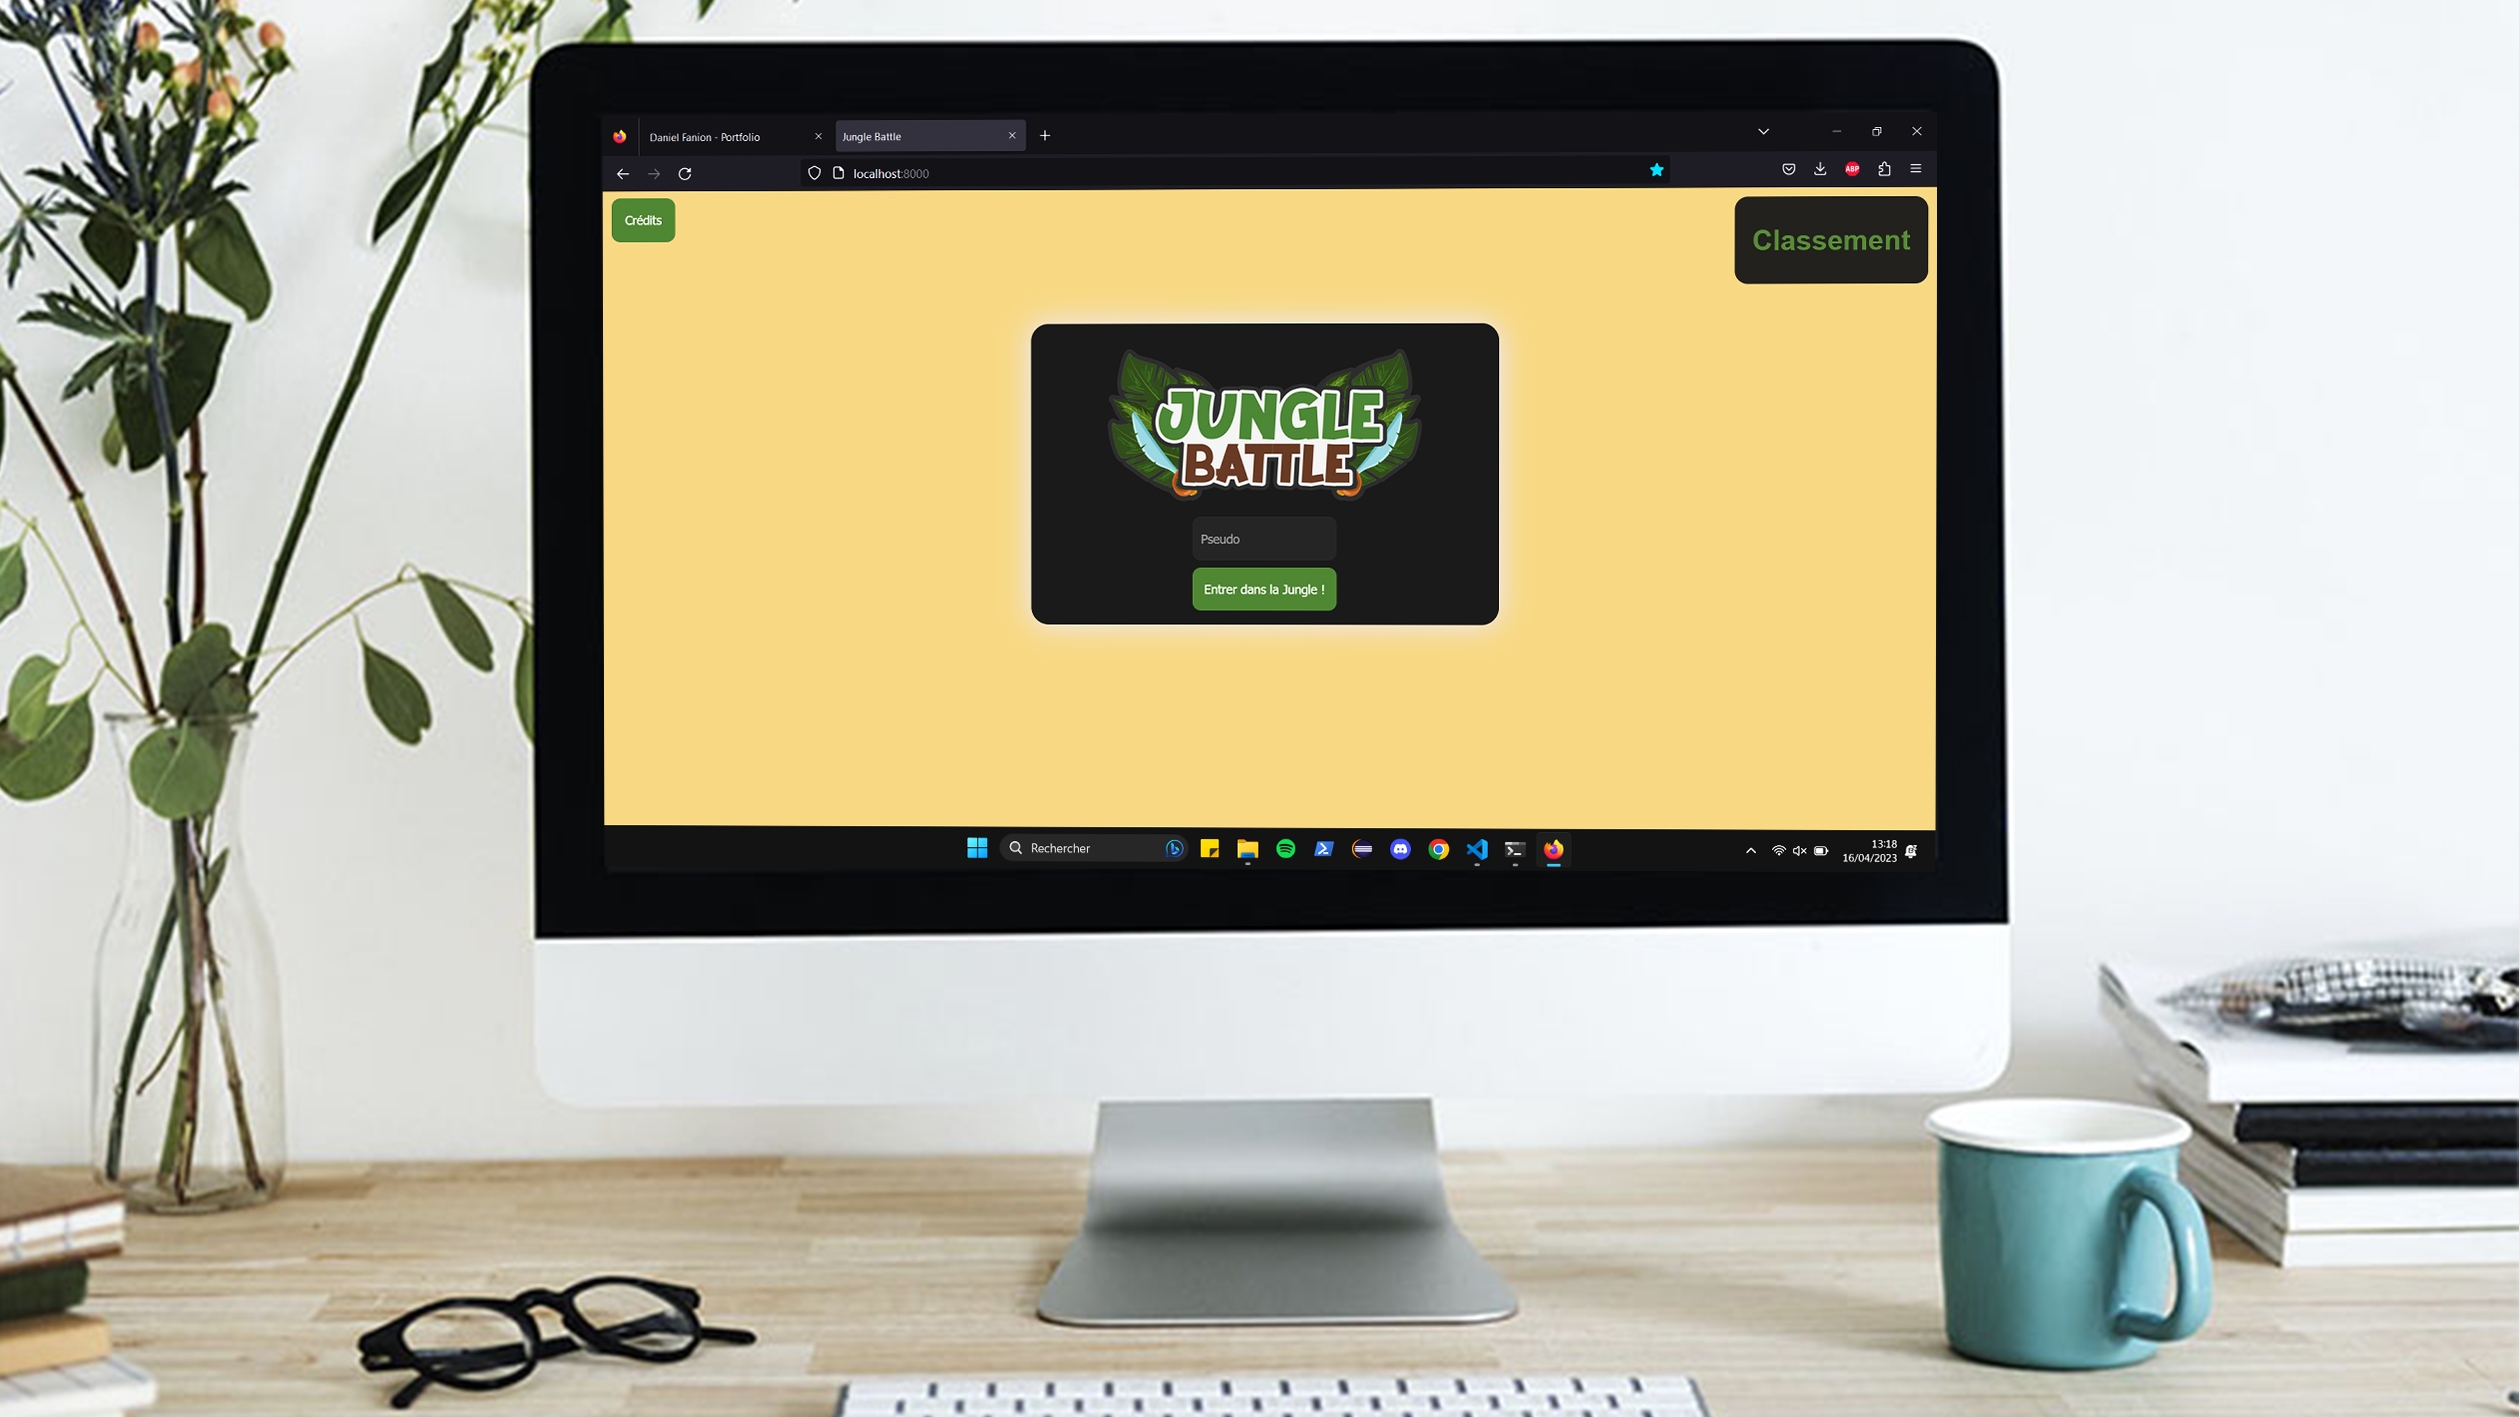 Daniel Fanion - Portfolio
Jungle Battle
localhost:8000
ABP
Crédits
Classement
JUNGLE
BATTLE
Pseudo
Entrer dans la Jungle !
Rechercher
13:18
16/04/2023